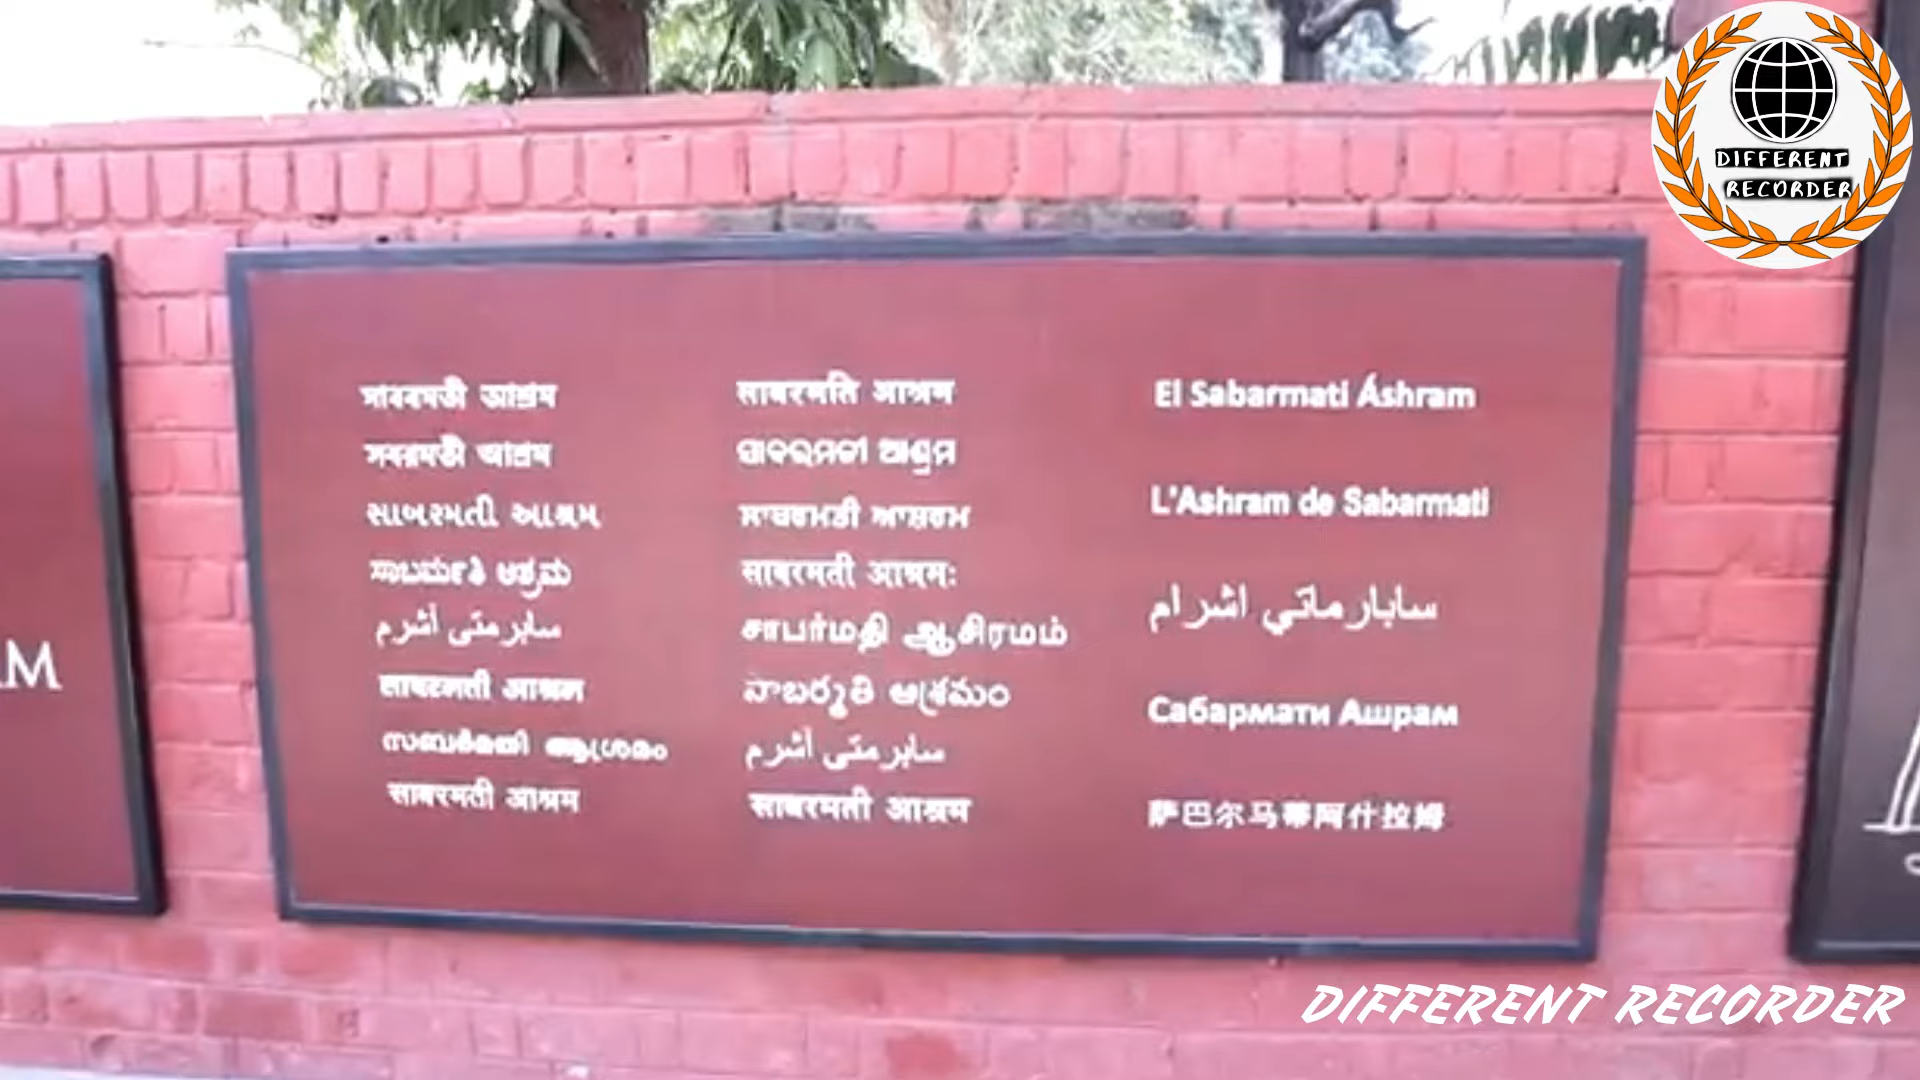 DIFFERENT
RECORDER
সাবৰমতী আশ্ৰম
সবরমতী আশ্রম
સાબરમતી આશ્રમ
ಸಾಬರ್ಮತಿ ಆಶ್ರಮ
سابرمتی آشرم
साबरमती आश्रम
സബർമതി ആശ്രമം
साबरमती आश्रम
साबरमति आश्रम
ସାବରମତୀ ଆଶ୍ରମ
ਸਾਬਰਮਤੀ ਆਸ਼ਰਮ
साबरमती आश्रम:
சாபர்மதி ஆசிரமம்
సాబర్మతి ఆశ్రమం
سابرمتی آشرم
साबरमती आश्रम
El Sabarmati Áshram
L'Ashram de Sabarmati
سابارماتي اشرام
Сабармати Ашрам
萨巴尔马蒂阿什拉姆
AM
DIFFERENT RECORDER